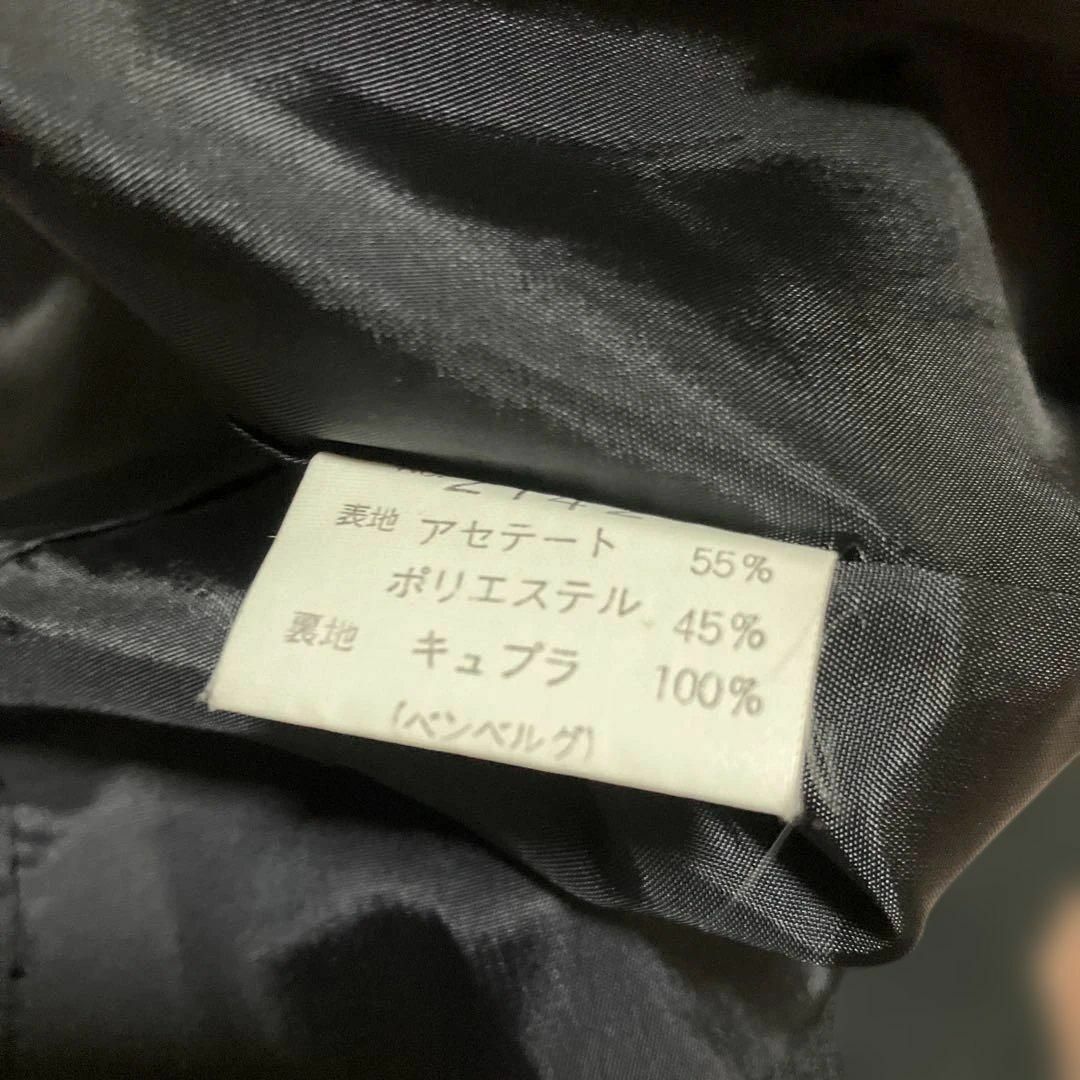 表地 アセテート 55%
ポリエステル 45%
裏地 キュプラ 100%
(ベンベルグ)